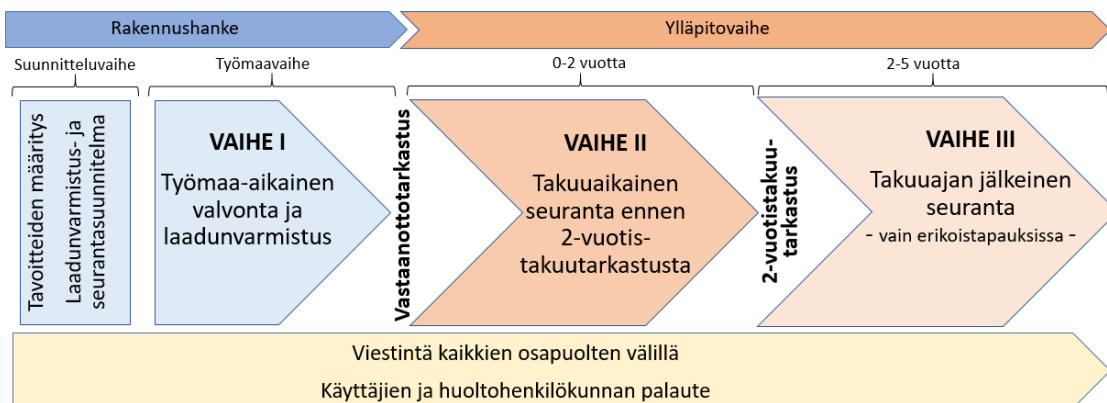 Rakennushanke
Ylläpitovaihe
Suunnitteluvaihe
Työmaavaihe
0-2 vuotta
2-5 vuotta
Tavoitteiden määritys
Laadunvarmistus- ja
seurantasuunnitelma
VAIHE I
Työmaa-aikainen
valvonta ja
laadunvarmistus
Vastaanottotarkastus
VAIHE II
Takuuaikainen
seuranta ennen
2-vuotis-
takuutarkastusta
2-vuotistakuu-
tarkastus
VAIHE III
Takuuajan jälkeinen
seuranta
- vain erikoistapauksissa -
Viestintä kaikkien osapuolten välillä
Käyttäjien ja huoltohenkilökunnan palaute